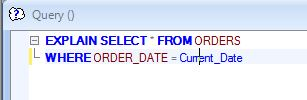 Query ()
EXPLAIN SELECT * FROM ORDERS
WHERE ORDER_DATE = Current_Date